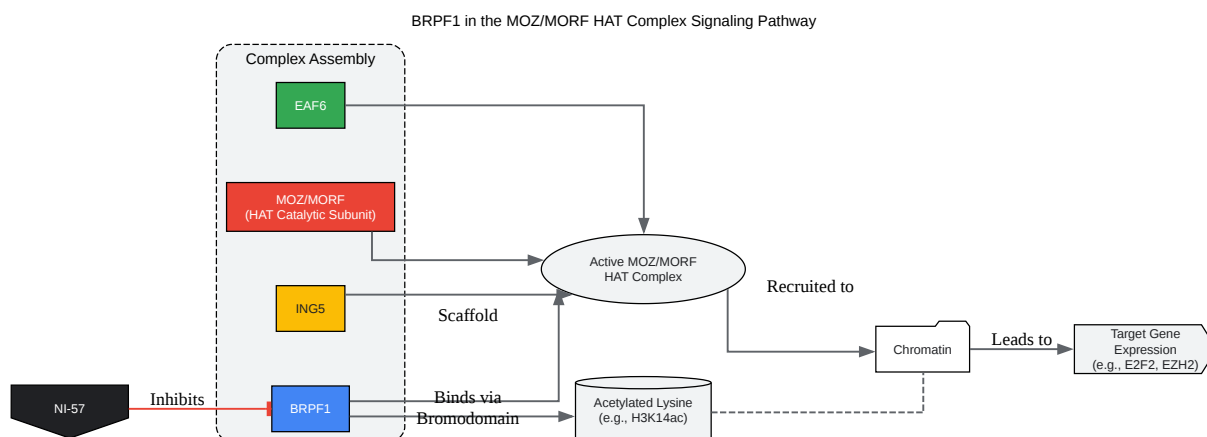 BRPF1 in the MOZ/MORF HAT Complex Signaling Pathway
Complex Assembly
EAF6
MOZ/MORF
(HAT Catalytic Subunit)
Active MOZ/MORF
HAT Complex
ING5
Scaffold
Recruited to
Chromatin
Leads to
Target Gene
Expression
(e.g., E2F2, EZH2)
NI-57
Inhibits
BRPF1
Binds via
Bromodomain
Acetylated Lysine
(e.g., H3K14ac)